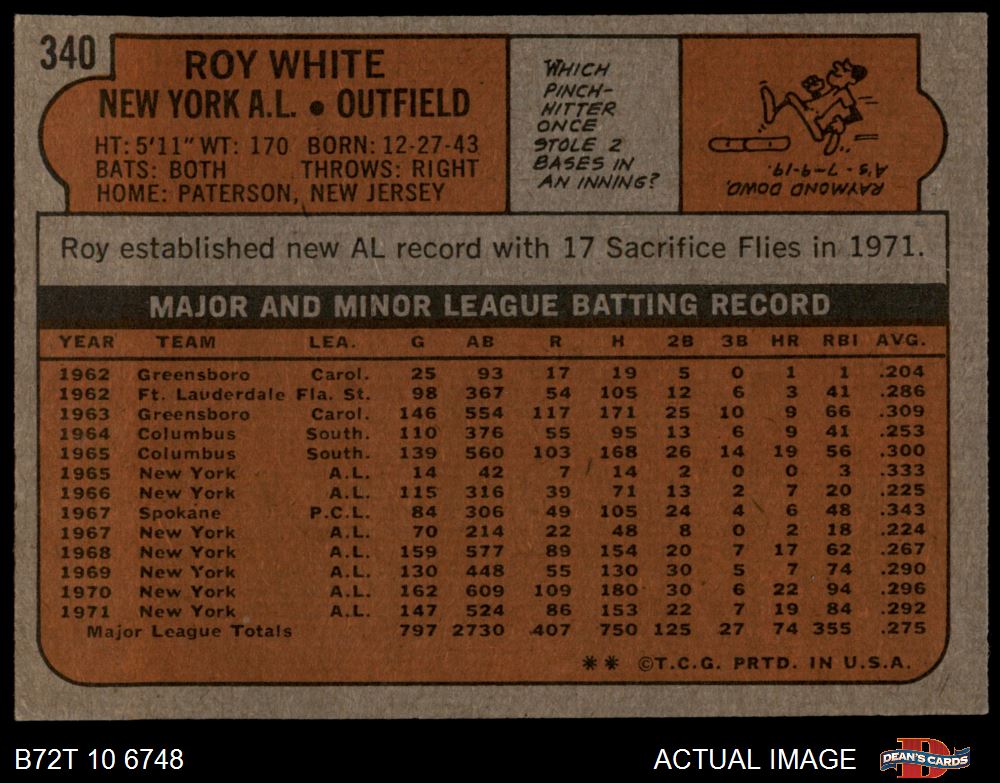 340
ROY WHITE
NEW YORK A.L. • OUTFIELD
HT: 5'11" WT: 170 BORN: 12-27-43
BATS: BOTH THROWS: RIGHT
HOME: PATERSON, NEW JERSEY
WHICH
PINCH-
HITTER
ONCE
STOLE 2
BASES IN
AN INNING?
RAYMOND DOWD,
A's - 7-9-19.
Roy established new AL record with 17 Sacrifice Flies in 1971.
MAJOR AND MINOR LEAGUE BATTING RECORD
YEAR TEAM LEA. G AB R H 2B 3B HR RBI AVG.
1962 Greensboro Carol. 25 93 17 19 5 0 1 1 .204
1962 Ft. Lauderdale Fla. St. 98 367 54 105 12 6 3 41 .286
1963 Greensboro Carol. 146 554 117 171 25 10 9 66 .309
1964 Columbus South. 110 376 55 95 13 6 9 41 .253
1965 Columbus South. 139 560 103 168 26 14 19 56 .300
1965 New York A.L. 14 42 7 14 2 0 0 3 .333
1966 New York A.L. 115 316 39 71 13 2 7 20 .225
1967 Spokane P.C.L. 84 306 49 105 24 4 6 48 .343
1967 New York A.L. 70 214 22 48 8 0 2 18 .224
1968 New York A.L. 159 577 89 154 20 7 17 62 .267
1969 New York A.L. 130 448 55 130 30 5 7 74 .290
1970 New York A.L. 162 609 109 180 30 6 22 94 .296
1971 New York A.L. 147 524 86 153 22 7 19 84 .292
Major League Totals 797 2730 407 750 125 27 74 355 .275
** ©T.C.G. PRTD. IN U.S.A.
B72T 10 6748
ACTUAL IMAGE
D
DEAN'S CARDS